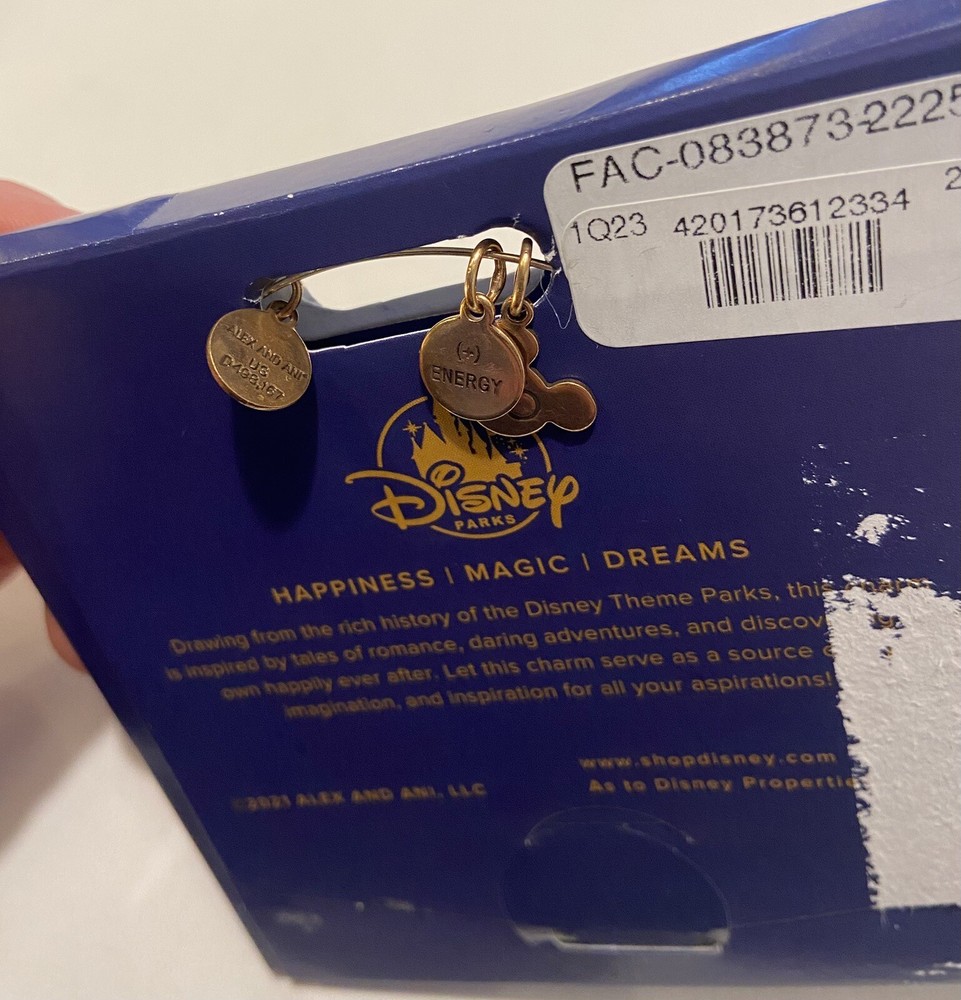 FAC-083873-2225
1Q23 420173612334
2
ALEX AND ANI
US
(+)
ENERGY
Disney
PARKS
HAPPINESS | MAGIC | DREAMS
Drawing from the rich history of the Disney Theme Parks, this charm
is inspired by tales of romance, daring adventures, and discov
own happily ever after. Let this charm serve as a source
imagination, and inspiration for all your aspirations!
www.shopdisney.com
As to Disney Properti
©2021 ALEX AND ANI, LLC